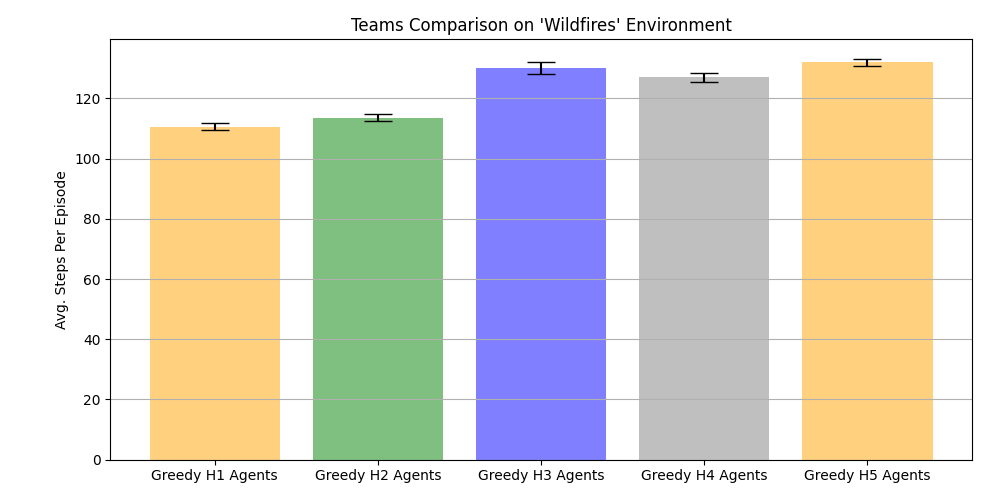 Teams Comparison on 'Wildfires' Environment
Avg. Steps Per Episode
120
100
80
60
40
20
0
Greedy H1 Agents
Greedy H2 Agents
Greedy H3 Agents
Greedy H4 Agents
Greedy H5 Agents